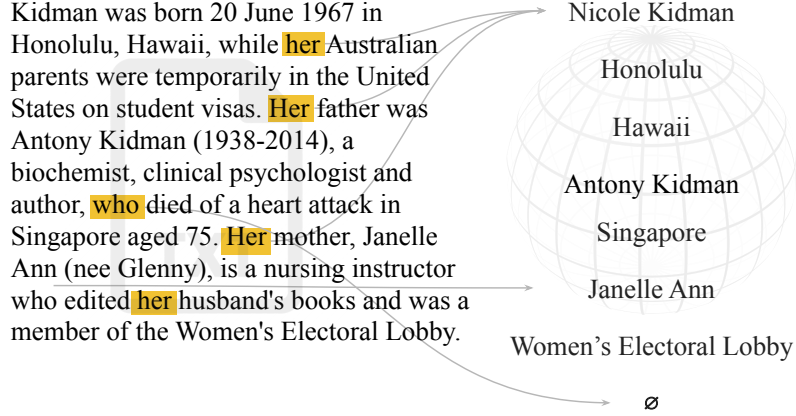 Kidman was born 20 June 1967 in
Honolulu, Hawaii, while her Australian
parents were temporarily in the United
States on student visas. Her father was
Antony Kidman (1938-2014), a
biochemist, clinical psychologist and
author, who died of a heart attack in
Singapore aged 75. Her mother, Janelle
Ann (nee Glenny), is a nursing instructor
who edited her husband's books and was a
member of the Women's Electoral Lobby.
Nicole Kidman
Honolulu
Hawaii
Antony Kidman
Singapore
Janelle Ann
Women’s Electoral Lobby
∅